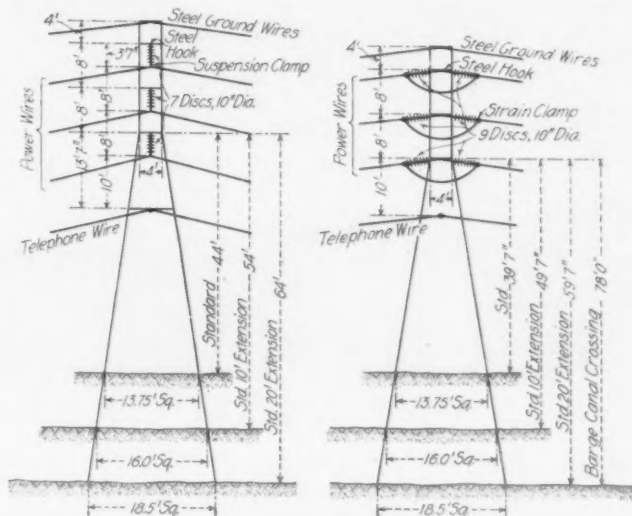 4'
Steel Ground Wires
Steel
Hook
8'
3'7"
Suspension Clamp
8'
8'
7 Discs, 10" Dia.
8'
8'
13'7"
10'
Power Wires
4'
Telephone Wire
Standard
44'
Std. 10' Extension
54'
Std. 20' Extension
64'
13.75' Sq.
16.0' Sq.
18.5' Sq.
4'
Steel Ground Wires
Steel Hook
8'
Strain Clamp
9 Discs, 10" Dia.
8'
10'
Power Wires
4'
Telephone Wire
Std. 39'7"
Std. 10' Extension 49'7"
Std. 20' Extension 59'7"
Barge Canal Crossing 78'0"
13.75' Sq.
16.0' Sq.
18.5' Sq.